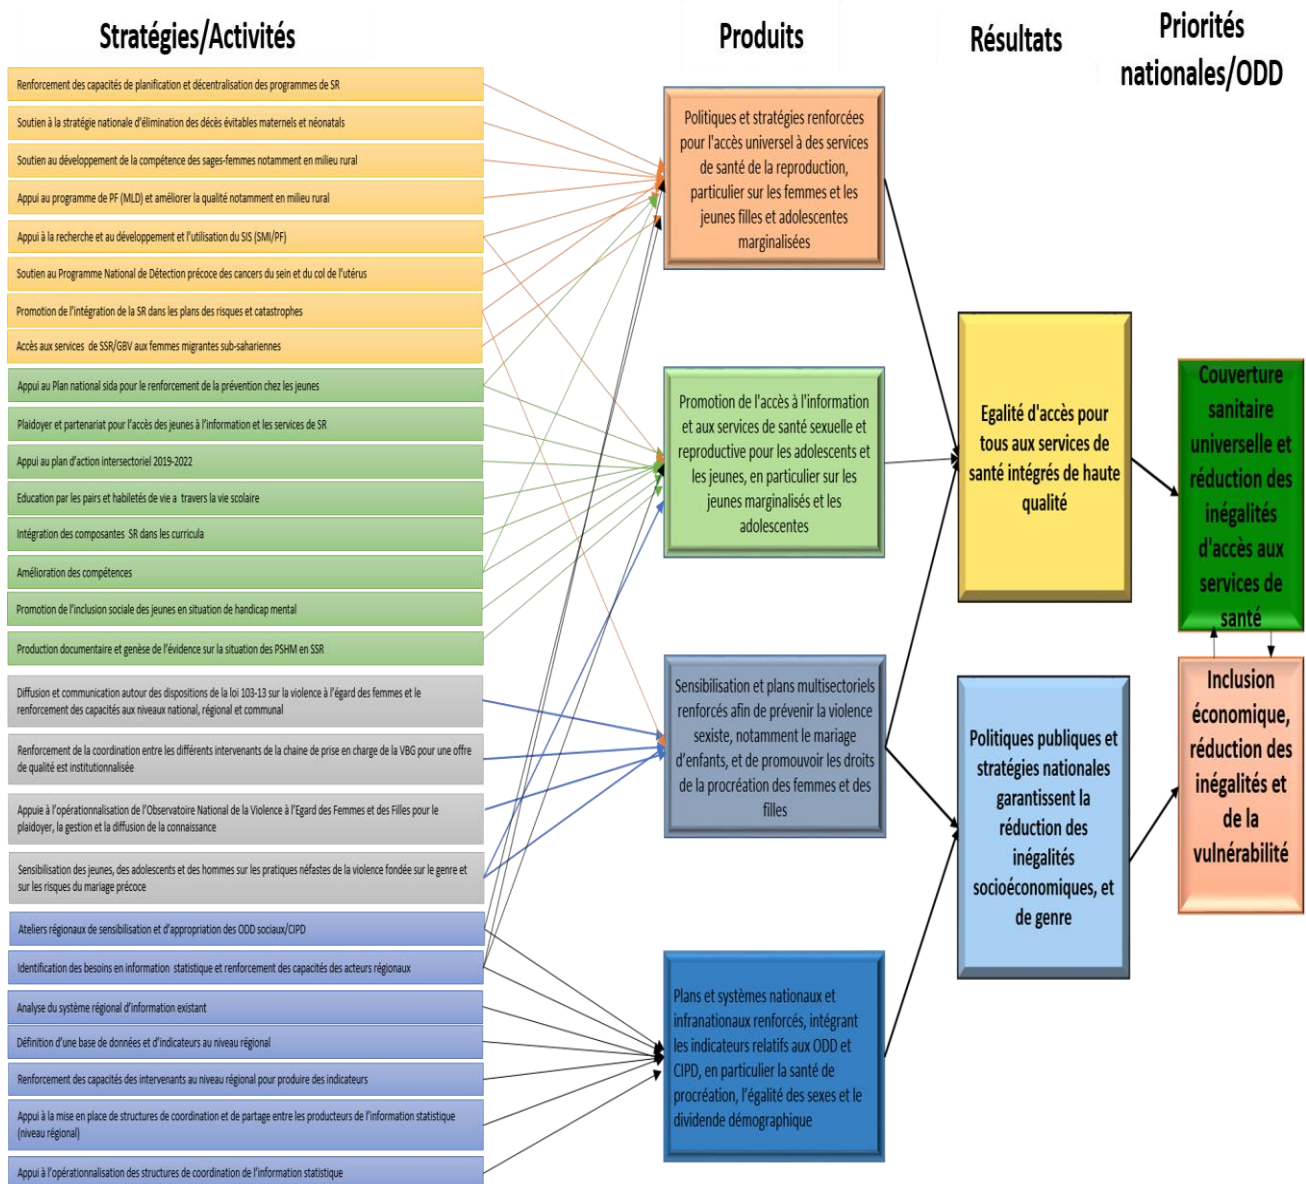 Stratégies/Activités
Renforcement des capacités de planification et décentralisation des programmes de SR
Soutien à la stratégie nationale d'élimination des décès évitables maternels et néonatals
Soutien au développement de la compétence des sages-femmes notamment en milieu rural
Appui au programme de PF (MLD) et améliorer la qualité notamment en milieu rural
Appui à la recherche et au développement et l'utilisation du SIS (SMI/PF)
Soutien au Programme National de Détection précoce des cancers du sein et du col de l'utérus
Promotion de l'intégration de la SR dans les plans des risques et catastrophes
Accès aux services de SSR/GBV aux femmes migrantes sub-sahariennes
Appui au Plan national sida pour le renforcement de la prévention chez les jeunes
Plaidoyer et partenariat pour l'accès des jeunes à l'information et les services de SR
Appui au plan d'action intersectoriel 2019-2022
Education par les pairs et habiletés de vie a travers la vie scolaire
Intégration des composantes SR dans les curricula
Amélioration des compétences
Promotion de l'inclusion sociale des jeunes en situation de handicap mental
Production documentaire et genèse de l'évidence sur la situation des PSHM en SSR
Diffusion et communication autour des dispositions de la loi 103-13 sur la violence à l'égard des femmes et le
renforcement des capacités aux niveaux national, régional et communal
Renforcement de la coordination entre les différents intervenants de la chaine de prise en charge de la VBG pour une offre
de qualité est institutionnalisée
Appuie à l'opérationnalisation de l'Observatoire National de la Violence à l'Egard des Femmes et des Filles pour le
plaidoyer, la gestion et la diffusion de la connaissance
Sensibilisation des jeunes, des adolescents et des hommes sur les pratiques néfastes de la violence fondée sur le genre et
sur les risques du mariage précoce
Ateliers régionaux de sensibilisation et d'appropriation des ODD sociaux/CIPD
Identification des besoins en information statistique et renforcement des capacités des acteurs régionaux
Analyse du système régional d'information existant
Définition d'une base de données et d'indicateurs au niveau régional
Renforcement des capacités des intervenants au niveau régional pour produire des indicateurs
Appui à la mise en place de structures de coordination et de partage entre les producteurs de l'information statistique
(niveau régional)
Appui à l'opérationnalisation des structures de coordination de l'information statistique
Produits
Politiques et stratégies renforcées
pour l'accès universel à des services
de santé de la reproduction,
particulier sur les femmes et les
jeunes filles et adolescentes
marginalisées
Promotion de l'accès à l'information
et aux services de santé sexuelle et
reproductive pour les adolescents et
les jeunes, en particulier sur les
jeunes marginalisés et les
adolescentes
Sensibilisation et plans multisectoriels
renforcés afin de prévenir la violence
sexiste, notamment le mariage
d'enfants, et de promouvoir les droits
de la procréation des femmes et des
filles
Plans et systèmes nationaux et
infranationaux renforcés, intégrant
les indicateurs relatifs aux ODD et
CIPD, en particulier la santé de
procréation, l'égalité des sexes et le
dividende démographique
Résultats
Egalité d'accès pour
tous aux services de
santé intégrés de haute
qualité
Politiques publiques et
stratégies nationales
garantissent la
réduction des
inégalités
socioéconomiques, et
de genre
Priorités
nationales/ODD
Couverture
sanitaire
universelle et
réduction des
inégalités
d'accès aux
services de
santé
Inclusion
économique,
réduction des
inégalités et
de la
vulnérabilité